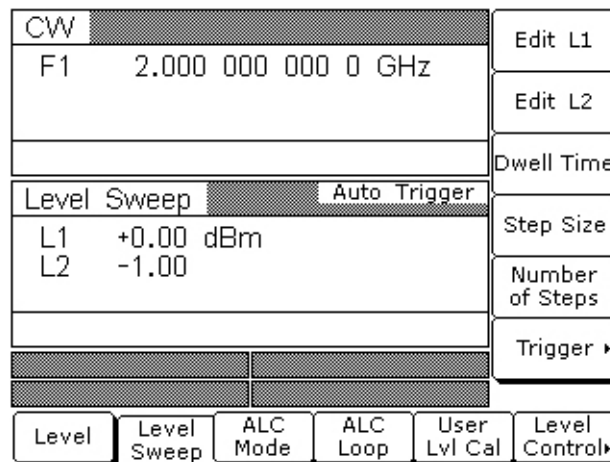 CW
F1 2.000 000 000 0 GHz
Level Sweep Auto Trigger
L1 +0.00 dBm
L2 -1.00
Edit L1
Edit L2
Dwell Time
Step Size
Number
of Steps
Trigger
Level
Level
Sweep
ALC
Mode
ALC
Loop
User
Lvl Cal
Level
Control